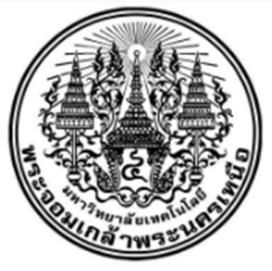 ๔
มหาวิทยาลัยเทคโนโลยี
พระจอมเกล้าพระนครเหนือ